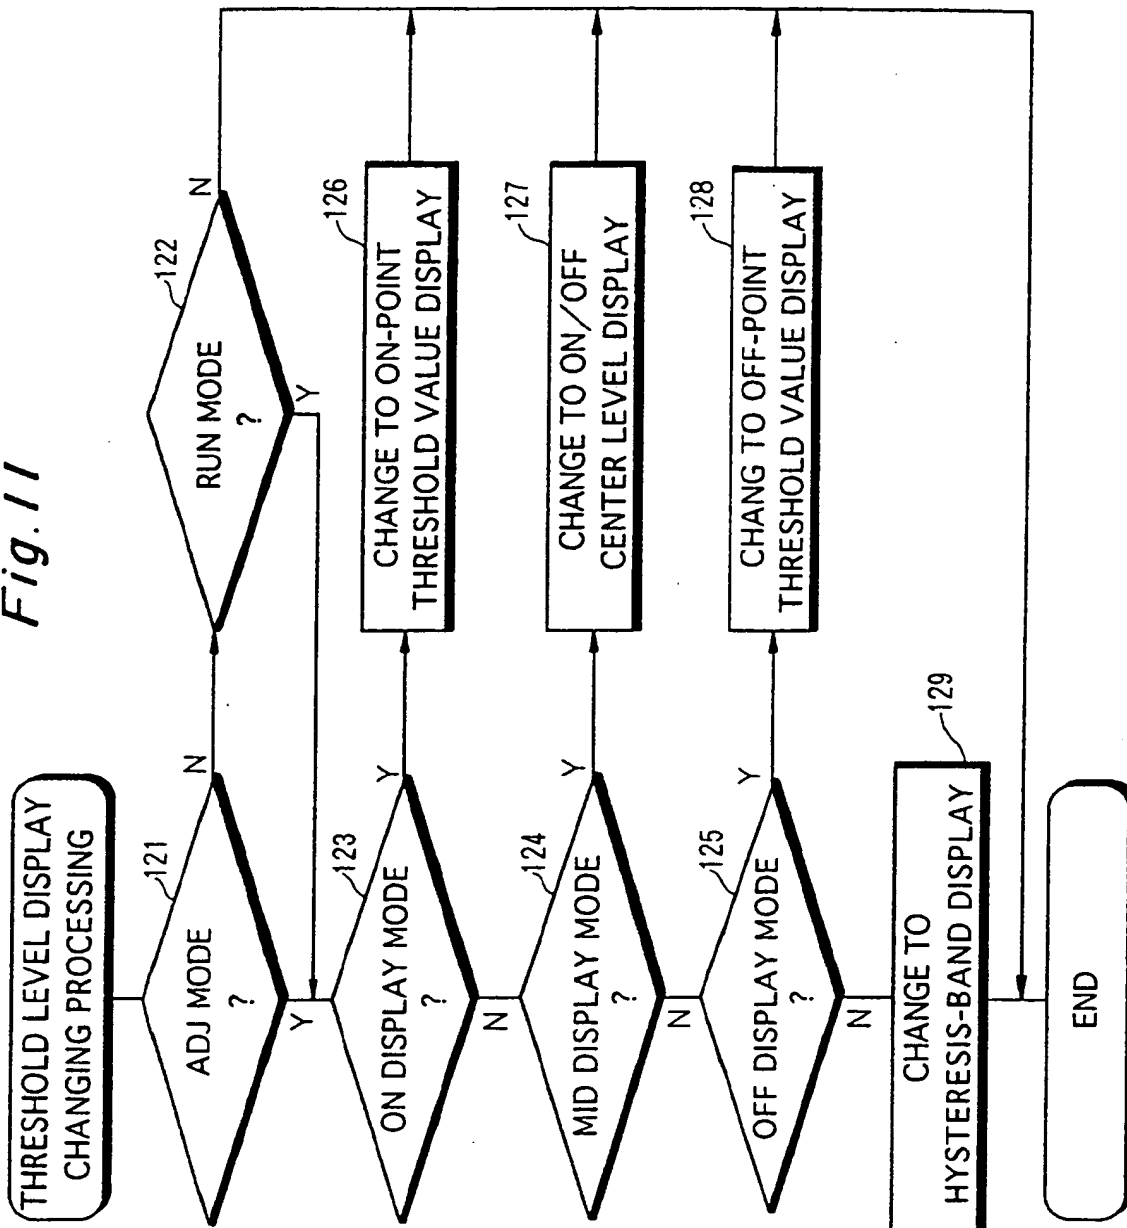 Fig. 11
THRESHOLD LEVEL DISPLAY
CHANGING PROCESSING
121
ADJ MODE
?
N
Y
122
RUN MODE
?
N
Y
123
ON DISPLAY MODE
?
Y
N
126
CHANGE TO ON-POINT
THRESHOLD VALUE DISPLAY
124
MID DISPLAY MODE
?
Y
N
127
CHANGE TO ON/OFF
CENTER LEVEL DISPLAY
125
OFF DISPLAY MODE
?
Y
N
128
CHANG TO OFF-POINT
THRESHOLD VALUE DISPLAY
129
CHANGE TO
HYSTERESIS-BAND DISPLAY
END